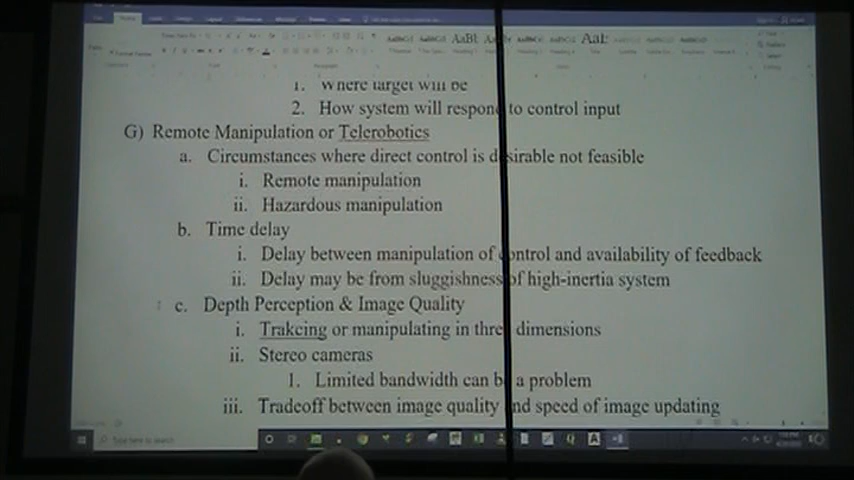 1. Where target will be
2. How system will respond to control input
G) Remote Manipulation or Telerobotics
a. Circumstances where direct control is desirable not feasible
i. Remote manipulation
ii. Hazardous manipulation
b. Time delay
i. Delay between manipulation of control and availability of feedback
ii. Delay may be from sluggishness of high-inertia system
c. Depth Perception & Image Quality
i. Trakcing or manipulating in three dimensions
ii. Stereo cameras
1. Limited bandwidth can be a problem
iii. Tradeoff between image quality and speed of image updating
Type here to search